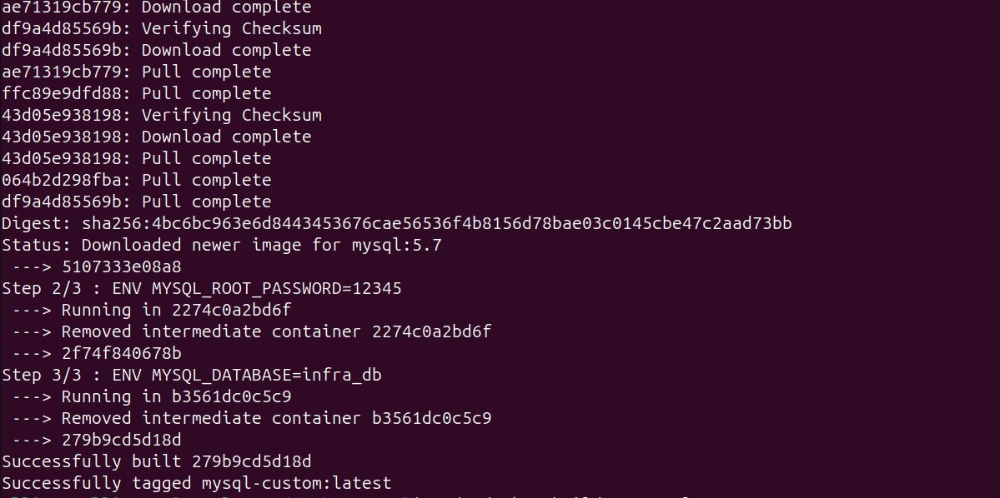 ae71319cb779: Download complete
df9a4d85569b: Verifying Checksum
df9a4d85569b: Download complete
ae71319cb779: Pull complete
ffc89e9dfd88: Pull complete
43d05e938198: Verifying Checksum
43d05e938198: Download complete
43d05e938198: Pull complete
064b2d298fba: Pull complete
df9a4d85569b: Pull complete
Digest: sha256:4bc6bc963e6d8443453676cae56536f4b8156d78bae03c0145cbe47c2aad73bb
Status: Downloaded newer image for mysql:5.7
 ---> 5107333e08a8
Step 2/3 : ENV MYSQL_ROOT_PASSWORD=12345
 ---> Running in 2274c0a2bd6f
 ---> Removed intermediate container 2274c0a2bd6f
 ---> 2f74f840678b
Step 3/3 : ENV MYSQL_DATABASE=infra_db
 ---> Running in b3561dc0c5c9
 ---> Removed intermediate container b3561dc0c5c9
 ---> 279b9cd5d18d
Successfully built 279b9cd5d18d
Successfully tagged mysql-custom:latest